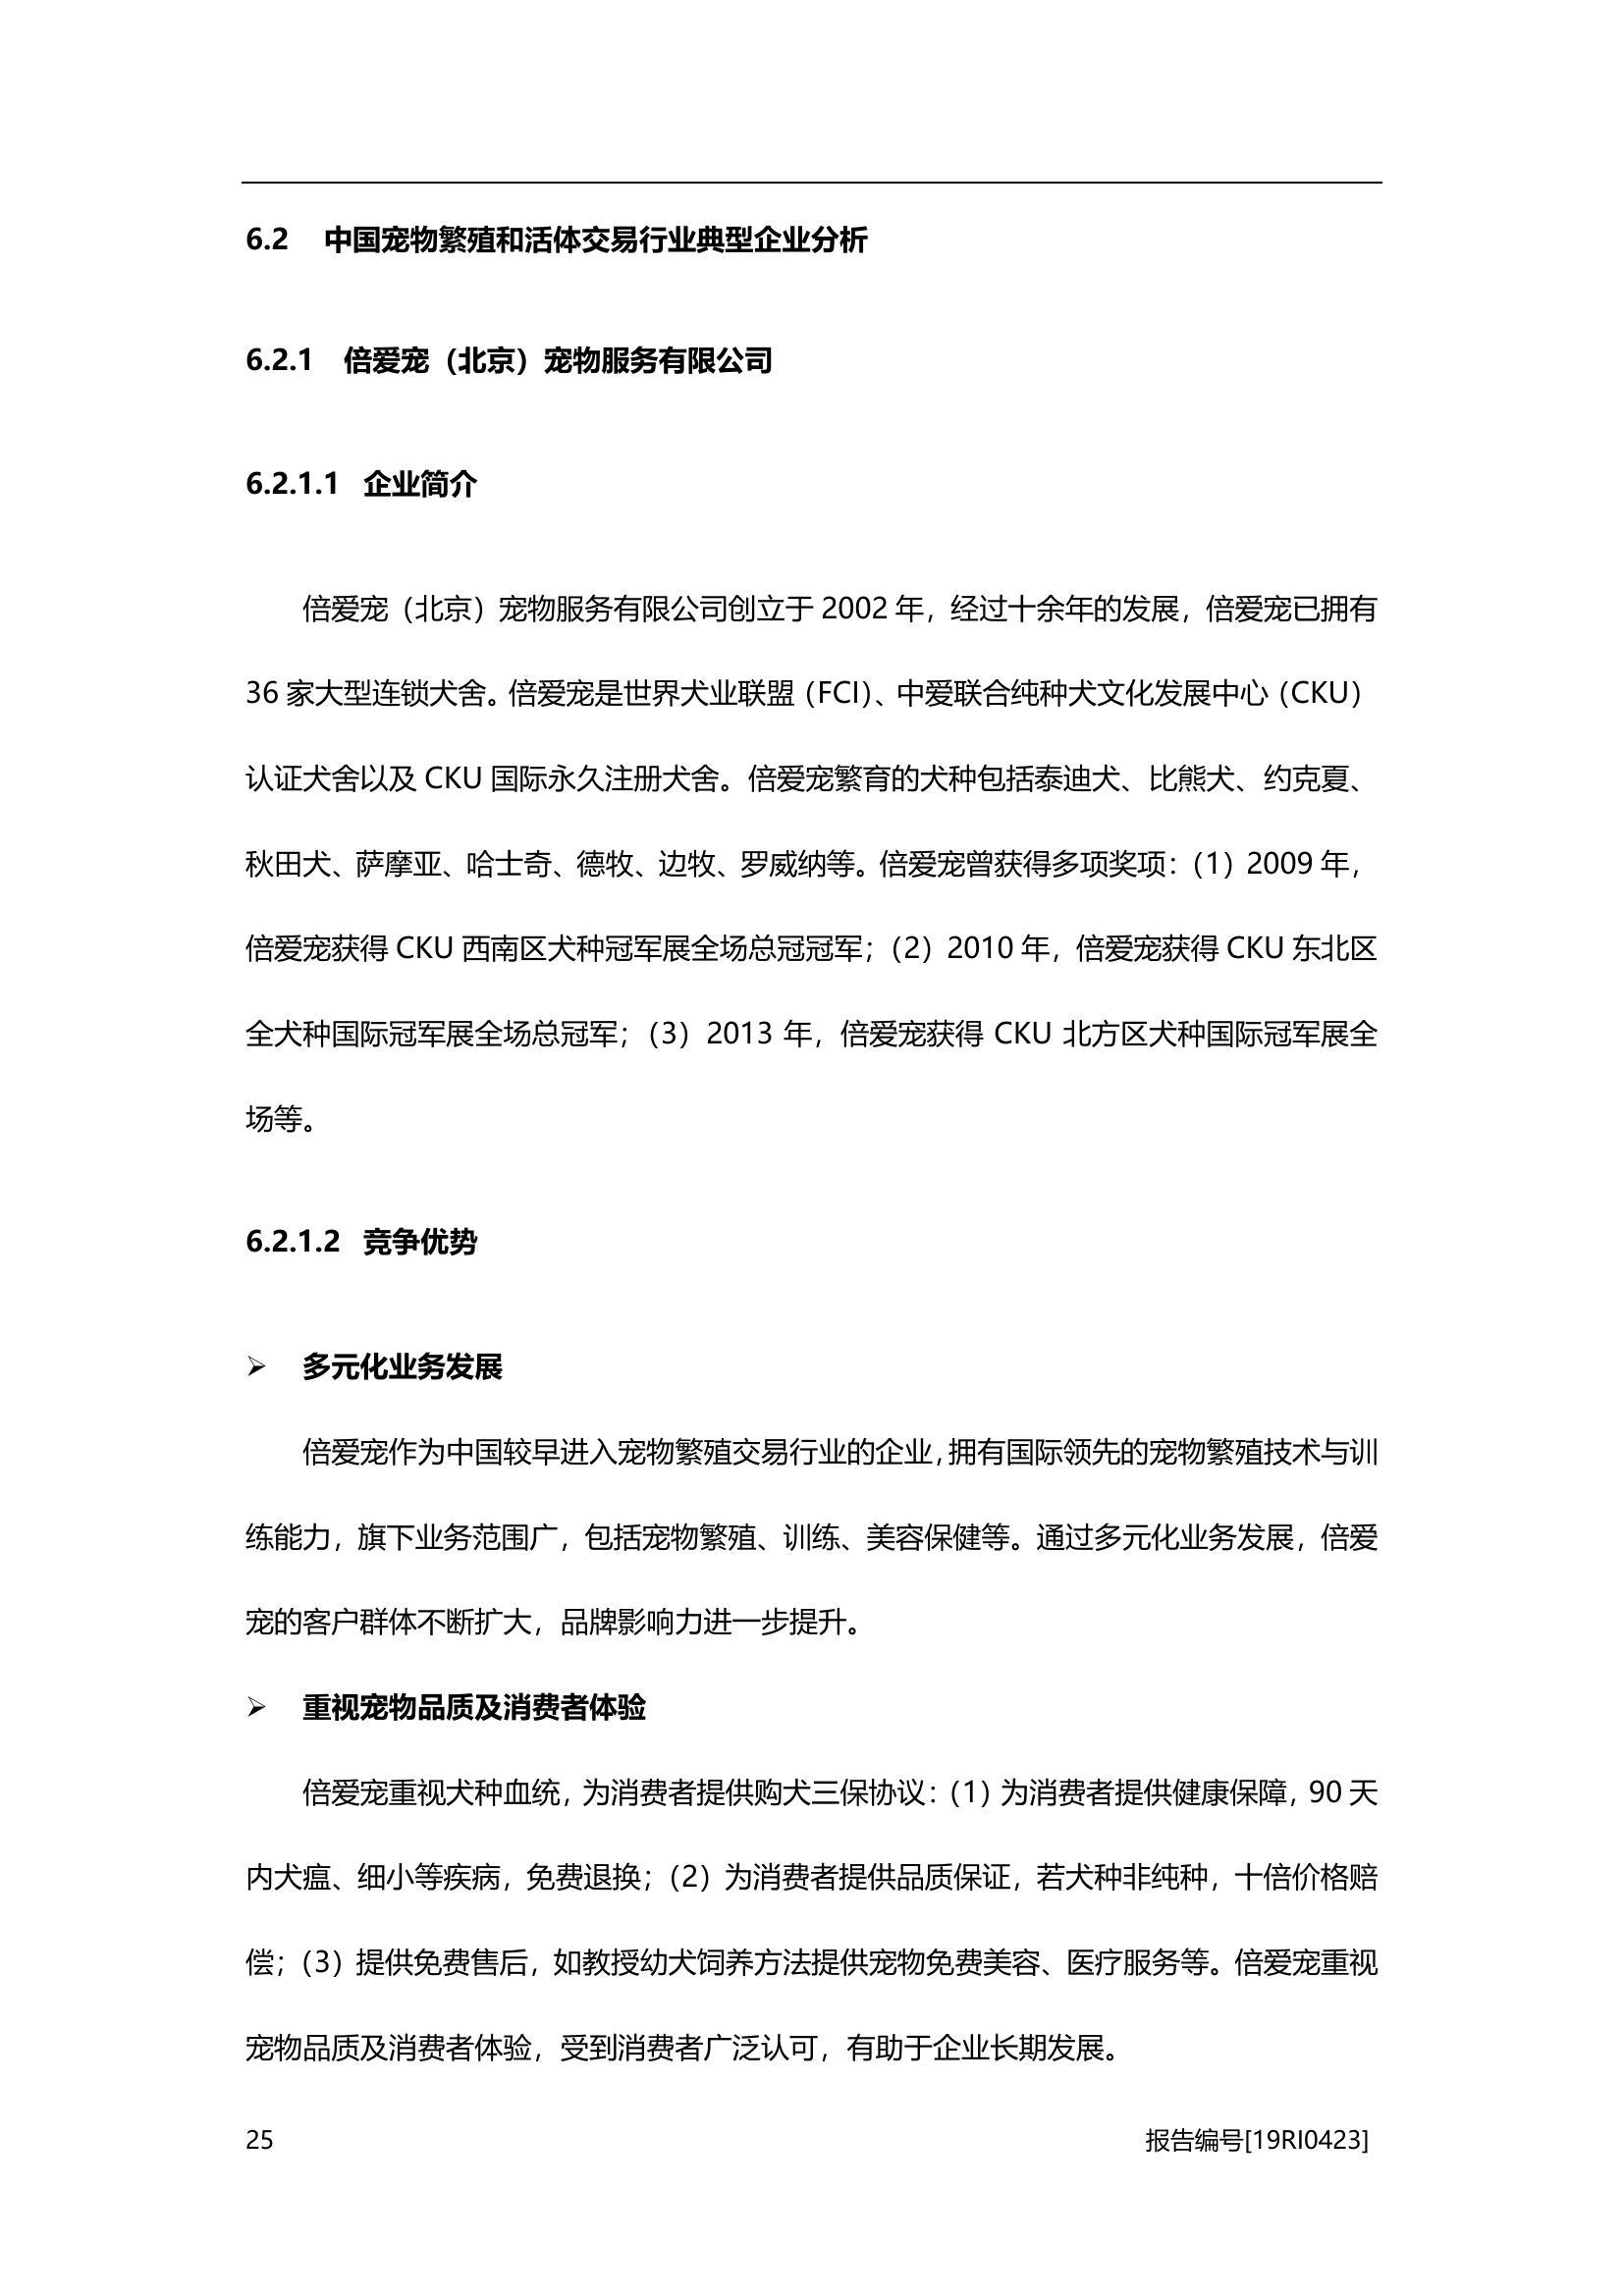 6.2 中国宠物繁殖和活体交易行业典型企业分析
6.2.1 倍爱宠（北京）宠物服务有限公司
6.2.1.1 企业简介
倍爱宠（北京）宠物服务有限公司创立于 2002 年，经过十余年的发展，倍爱宠已拥有
36 家大型连锁犬舍。倍爱宠是世界犬业联盟（FCI）、中爱联合纯种犬文化发展中心（CKU）
认证犬舍以及 CKU 国际永久注册犬舍。倍爱宠繁育的犬种包括泰迪犬、比熊犬、约克夏、
秋田犬、萨摩亚、哈士奇、德牧、边牧、罗威纳等。倍爱宠曾获得多项奖项：（1）2009 年，
倍爱宠获得 CKU 西南区犬种冠军展全场总冠冠军；（2）2010 年，倍爱宠获得 CKU 东北区
全犬种国际冠军展全场总冠军；（3）2013 年，倍爱宠获得 CKU 北方区犬种国际冠军展全
场等。
6.2.1.2 竞争优势
➢ 多元化业务发展
倍爱宠作为中国较早进入宠物繁殖交易行业的企业，拥有国际领先的宠物繁殖技术与训
练能力，旗下业务范围广，包括宠物繁殖、训练、美容保健等。通过多元化业务发展，倍爱
宠的客户群体不断扩大，品牌影响力进一步提升。
➢ 重视宠物品质及消费者体验
倍爱宠重视犬种血统，为消费者提供购犬三保协议：（1）为消费者提供健康保障，90 天
内犬瘟、细小等疾病，免费退换；（2）为消费者提供品质保证，若犬种非纯种，十倍价格赔
偿；（3）提供免费售后，如教授幼犬饲养方法提供宠物免费美容、医疗服务等。倍爱宠重视
宠物品质及消费者体验，受到消费者广泛认可，有助于企业长期发展。
25 报告编号[19RI0423]